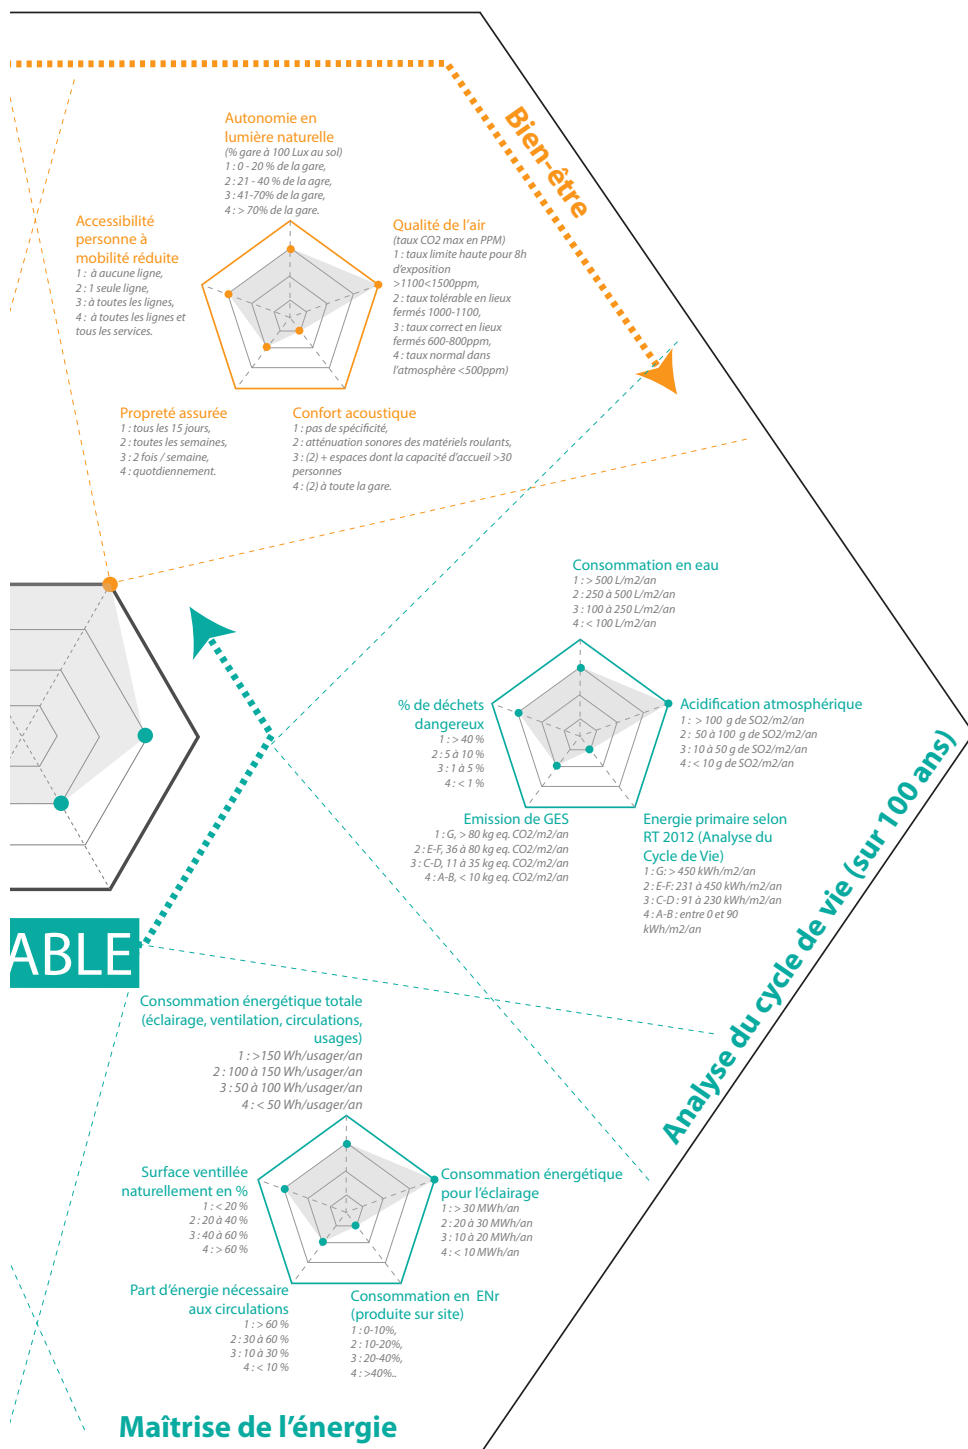 Bien-être
Autonomie en
lumière naturelle
(% gare à 100 Lux au sol)
1 : 0 - 20 % de la gare,
2 : 21 - 40 % de la agre,
3 : 41-70% de la gare,
4 : > 70% de la gare.
Accessibilité
personne à
mobilité réduite
1 : à aucune ligne,
2 : 1 seule ligne,
3 : à toutes les lignes,
4 : à toutes les lignes et
tous les services.
Qualité de l'air
(taux CO2 max en PPM)
1 : taux limite haute pour 8h
d'exposition
>1100<1500ppm,
2 : taux tolérable en lieux
fermés 1000-1100,
3 : taux correct en lieux
fermés 600-800ppm,
4 : taux normal dans
l'atmosphère <500ppm)
Propreté assurée
1 : tous les 15 jours,
2 : toutes les semaines,
3 : 2 fois / semaine,
4 : quotdiennement.
Confort acoustique
1 : pas de spécificité,
2 : atténuation sonores des matériels roulants,
3 : (2) + espaces dont la capacité d'accueil >30
personnes
4 : (2) à toute la gare.
Consommation en eau
1 : > 500 L/m2/an
2 : 250 à 500 L/m2/an
3 : 100 à 250 L/m2/an
4 : < 100 L/m2/an
% de déchets
dangereux
1 : > 40 %
2 : 5 à 10 %
3 : 1 à 5 %
4 : < 1 %
Acidification atmosphérique
1 : > 100 g de SO2/m2/an
2 : 50 à 100 g de SO2/m2/an
3 : 10 à 50 g de SO2/m2/an
4 : < 10 g de SO2/m2/an
Emission de GES
1 : G, > 80 kg eq. CO2/m2/an
2 : E-F, 36 à 80 kg eq. CO2/m2/an
3 : C-D, 11 à 35 kg eq. CO2/m2/an
4 : A-B, < 10 kg eq. CO2/m2/an
Energie primaire selon
RT 2012 (Analyse du
Cycle de Vie)
1 : G: > 450 kWh/m2/an
2 : E-F: 231 à 450 kWh/m2/an
3 : C-D : 91 à 230 kWh/m2/an
4 : A-B : entre 0 et 90
kWh/m2/an
Analyse du cycle de vie (sur 100 ans)
ABLE
Consommation énergétique totale
(éclairage, ventilation, circulations,
usages)
1 : >150 Wh/usager/an
2 : 100 à 150 Wh/usager/an
3 : 50 à 100 Wh/usager/an
4 : < 50 Wh/usager/an
Surface ventillée
naturellement en %
1 : < 20 %
2 : 20 à 40 %
3 : 40 à 60 %
4 : > 60 %
Consommation énergétique
pour l'éclairage
1 : > 30 MWh/an
2 : 20 à 30 MWh/an
3 : 10 à 20 MWh/an
4 : < 10 MWh/an
Part d'énergie nécessaire
aux circulations
1 : > 60 %
2 : 30 à 60 %
3 : 10 à 30 %
4 : < 10 %
Consommation en ENr
(produite sur site)
1 : 0-10%,
2 : 10-20%,
3 : 20-40%,
4 : >40%..
Maîtrise de l'énergie